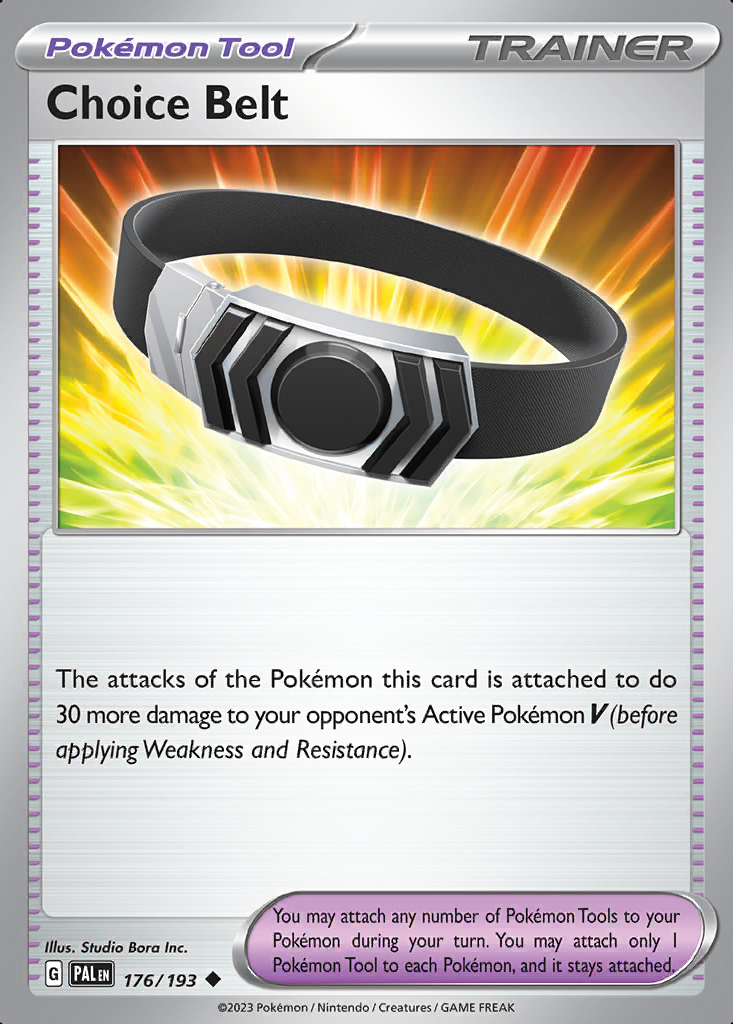 Pokémon Tool
TRAINER
Choice Belt
The attacks of the Pokémon this card is attached to do
30 more damage to your opponent's Active Pokémon V (before
applying Weakness and Resistance).
You may attach any number of Pokémon Tools to your
Pokémon during your turn. You may attach only 1
Pokémon Tool to each Pokémon, and it stays attached.
Illus. Studio Bora Inc.
G PAL EN 176/193
©2023 Pokémon / Nintendo / Creatures / GAME FREAK